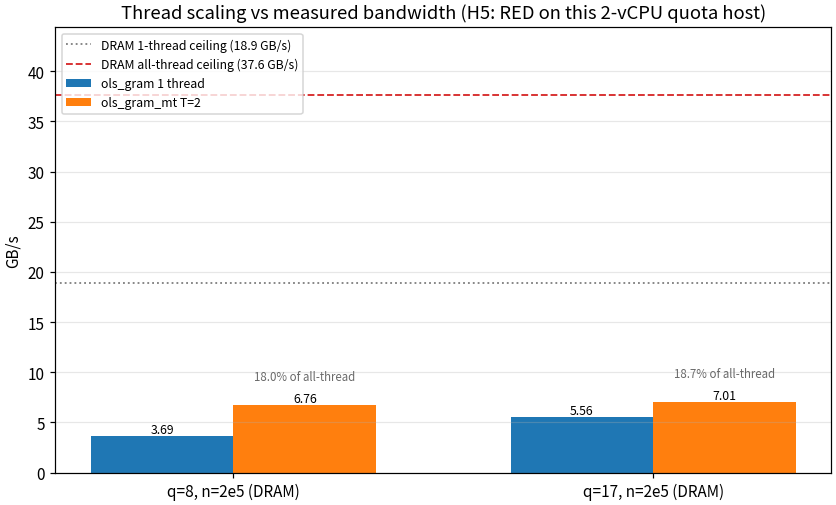 Thread scaling vs measured bandwidth (H5: RED on this 2-vCPU quota host)
DRAM 1-thread ceiling (18.9 GB/s)
DRAM all-thread ceiling (37.6 GB/s)
ols_gram 1 thread
ols_gram_mt T=2
GB/s
40
35
30
25
20
15
10
5
0
18.0% of all-thread
18.7% of all-thread
3.69
6.76
5.56
7.01
q=8, n=2e5 (DRAM)
q=17, n=2e5 (DRAM)